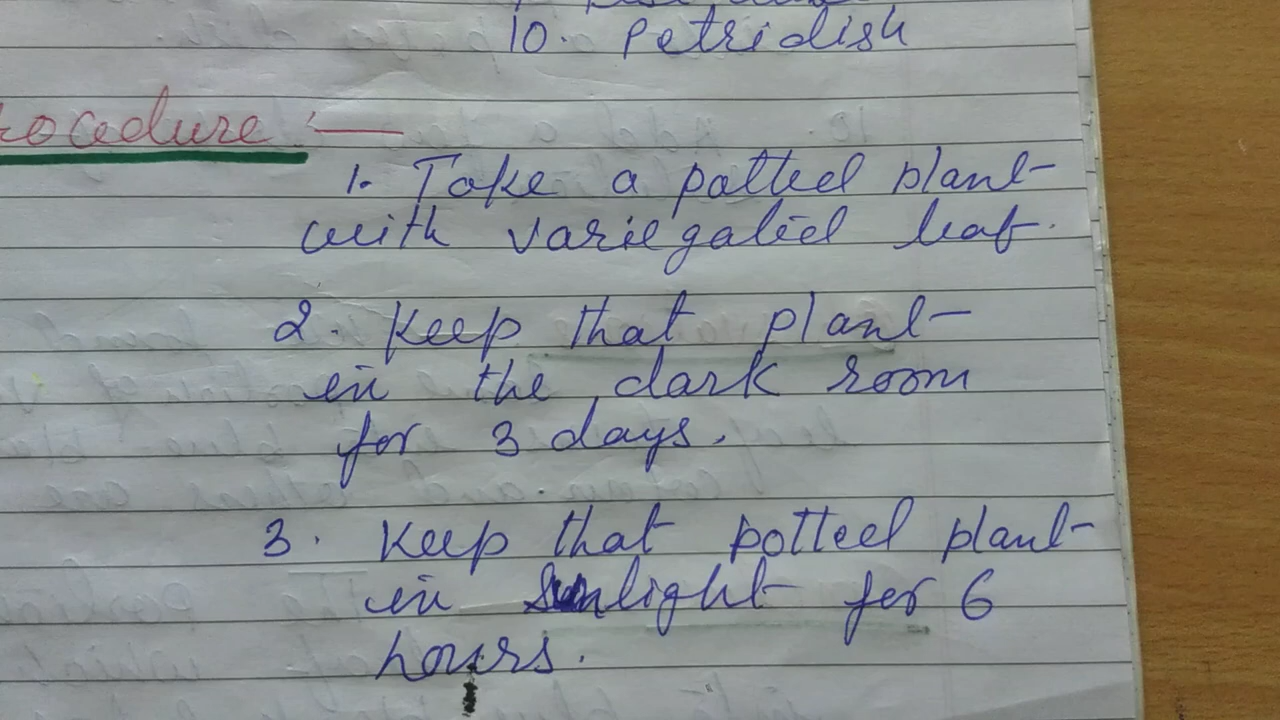 10. Petridish
rocedure :—
1. Take a potted plant
with variegated leaf.
2. Keep that plant
in the dark room
for 3 days.
3. Keep that potted plant
in sunlight for 6
hours.